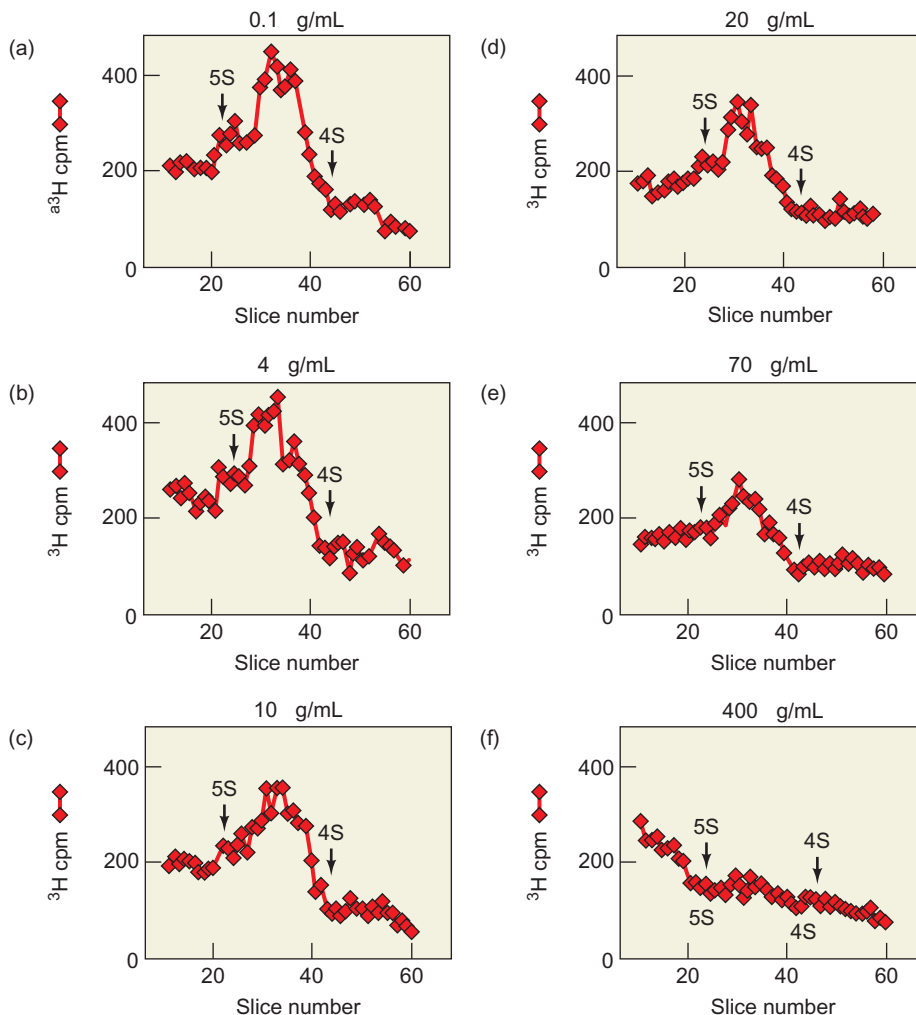 (a)
0.1 g/mL
a3H cpm
400
200
0
5S
4S
20 40 60
Slice number
(b)
4 g/mL
3H cpm
400
200
0
5S
4S
20 40 60
Slice number
(c)
10 g/mL
3H cpm
400
200
0
5S
4S
20 40 60
Slice number
(d)
20 g/mL
3H cpm
400
200
0
5S
4S
20 40 60
Slice number
(e)
70 g/mL
3H cpm
400
200
0
5S
4S
20 40 60
Slice number
(f)
400 g/mL
3H cpm
400
200
0
5S
4S
5S
4S
20 40 60
Slice number